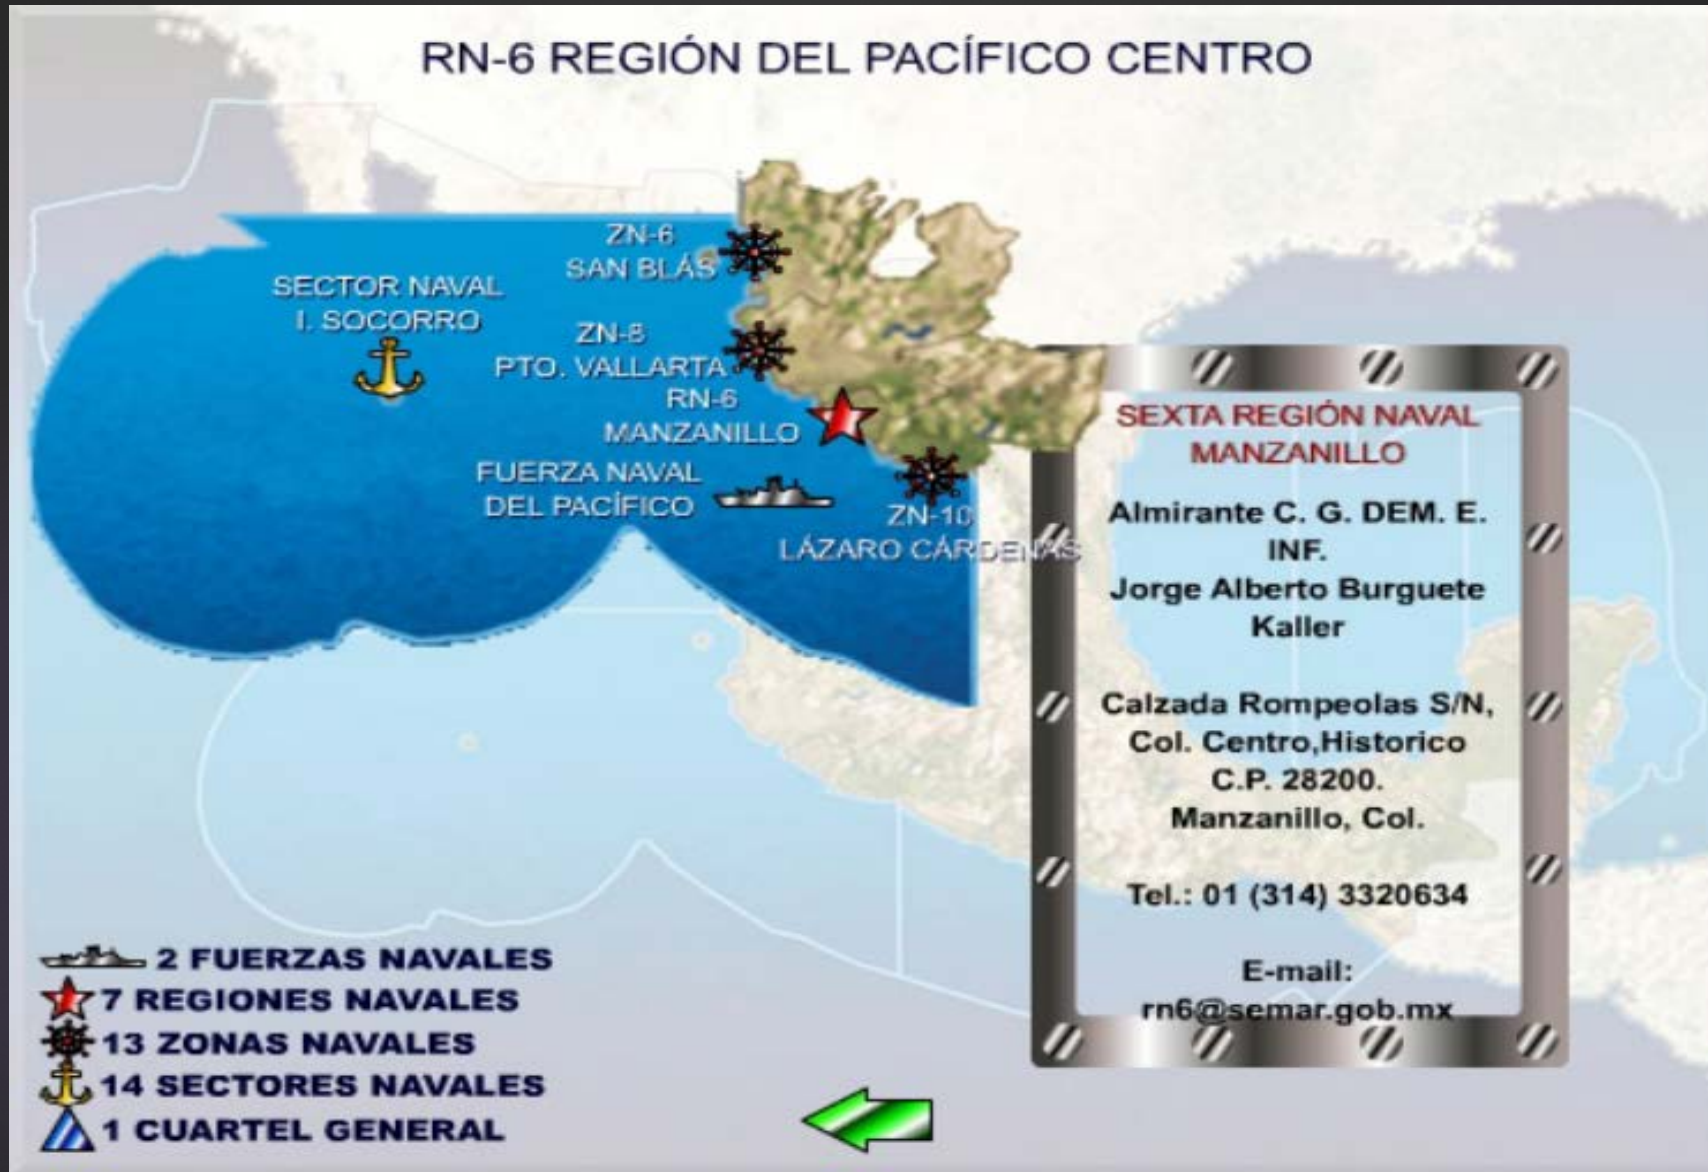 RN-6 REGIÓN DEL PACÍFICO CENTRO
ZN-6
SAN BLÁS
SECTOR NAVAL
I. SOCORRO
ZN-8
PTO. VALLARTA
RN-6
MANZANILLO
FUERZA NAVAL
DEL PACÍFICO
ZN-10
LÁZARO CÁRDENAS
SEXTA REGIÓN NAVAL
MANZANILLO
Almirante C. G. DEM. E.
INF.
Jorge Alberto Burguete
Kaller
Calzada Rompeolas S/N,
Col. Centro,Historico
C.P. 28200.
Manzanillo, Col.
Tel.: 01 (314) 3320634
E-mail:
rn6@semar.gob.mx
2 FUERZAS NAVALES
7 REGIONES NAVALES
13 ZONAS NAVALES
14 SECTORES NAVALES
1 CUARTEL GENERAL